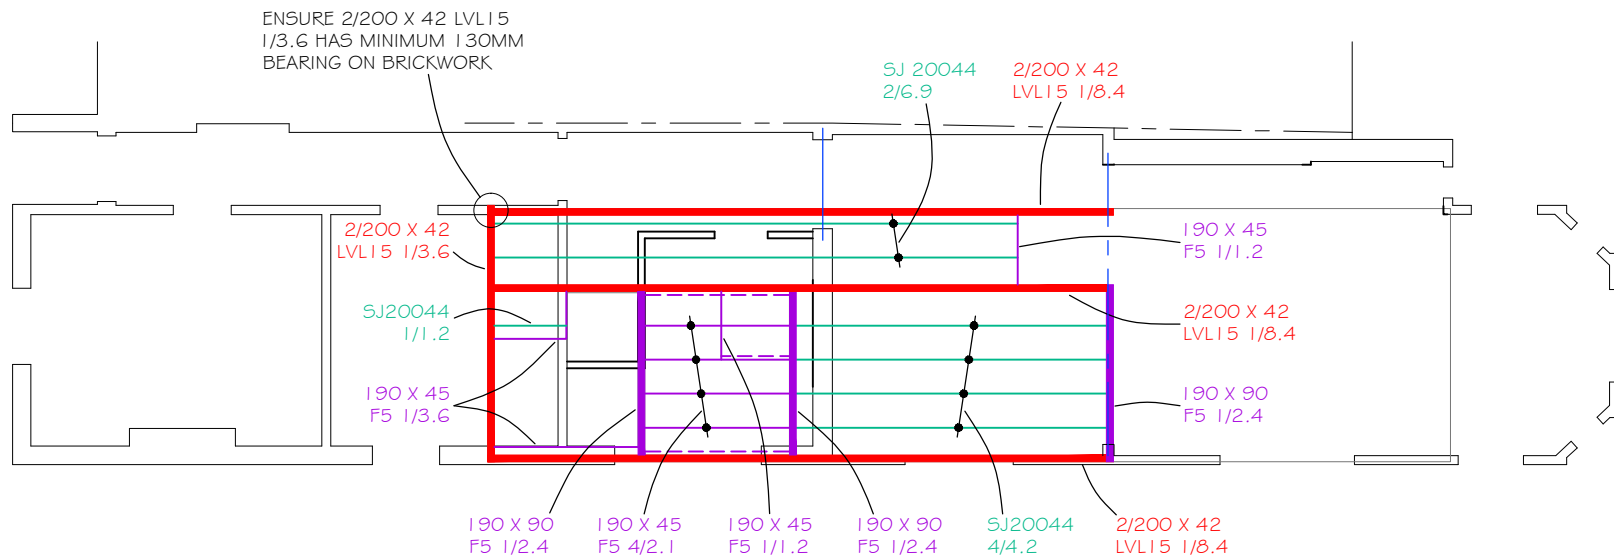 ENSURE 2/200 X 42 LVL15
1/3.6 HAS MINIMUM 130MM
BEARING ON BRICKWORK
SJ 20044
2/6.9
2/200 X 42
LVL15 1/8.4
2/200 X 42
LVL15 1/3.6
190 X 45
F5 1/1.2
SJ20044
1/1.2
2/200 X 42
LVL15 1/8.4
190 X 45
F5 1/3.6
190 X 90
F5 1/2.4
190 X 90
F5 1/2.4
190 X 45
F5 4/2.1
190 X 45
F5 1/1.2
190 X 90
F5 1/2.4
SJ20044
4/4.2
2/200 X 42
LVL15 1/8.4